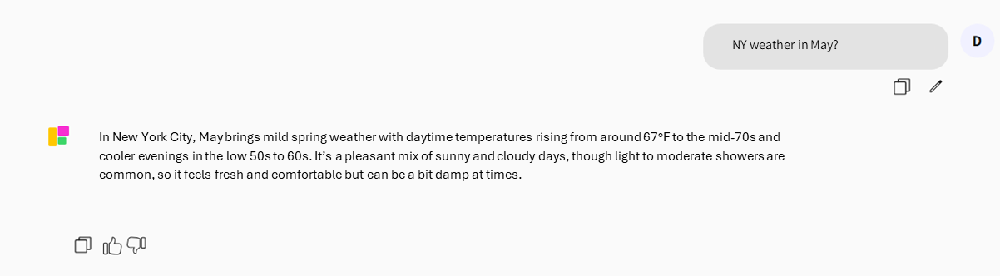 NY weather in May?
D
In New York City, May brings mild spring weather with daytime temperatures rising from around 67°F to the mid-70s and
cooler evenings in the low 50s to 60s. It’s a pleasant mix of sunny and cloudy days, though light to moderate showers are
common, so it feels fresh and comfortable but can be a bit damp at times.